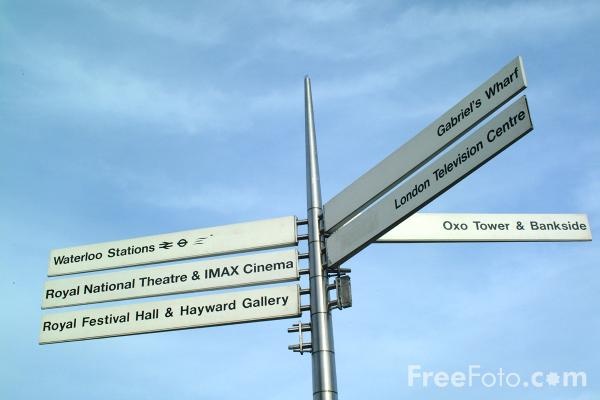 Gabriel's Wharf
London Television Centre
Oxo Tower & Bankside
Waterloo Stations
Royal National Theatre & IMAX Cinema
Royal Festival Hall & Hayward Gallery
FreeFoto.com